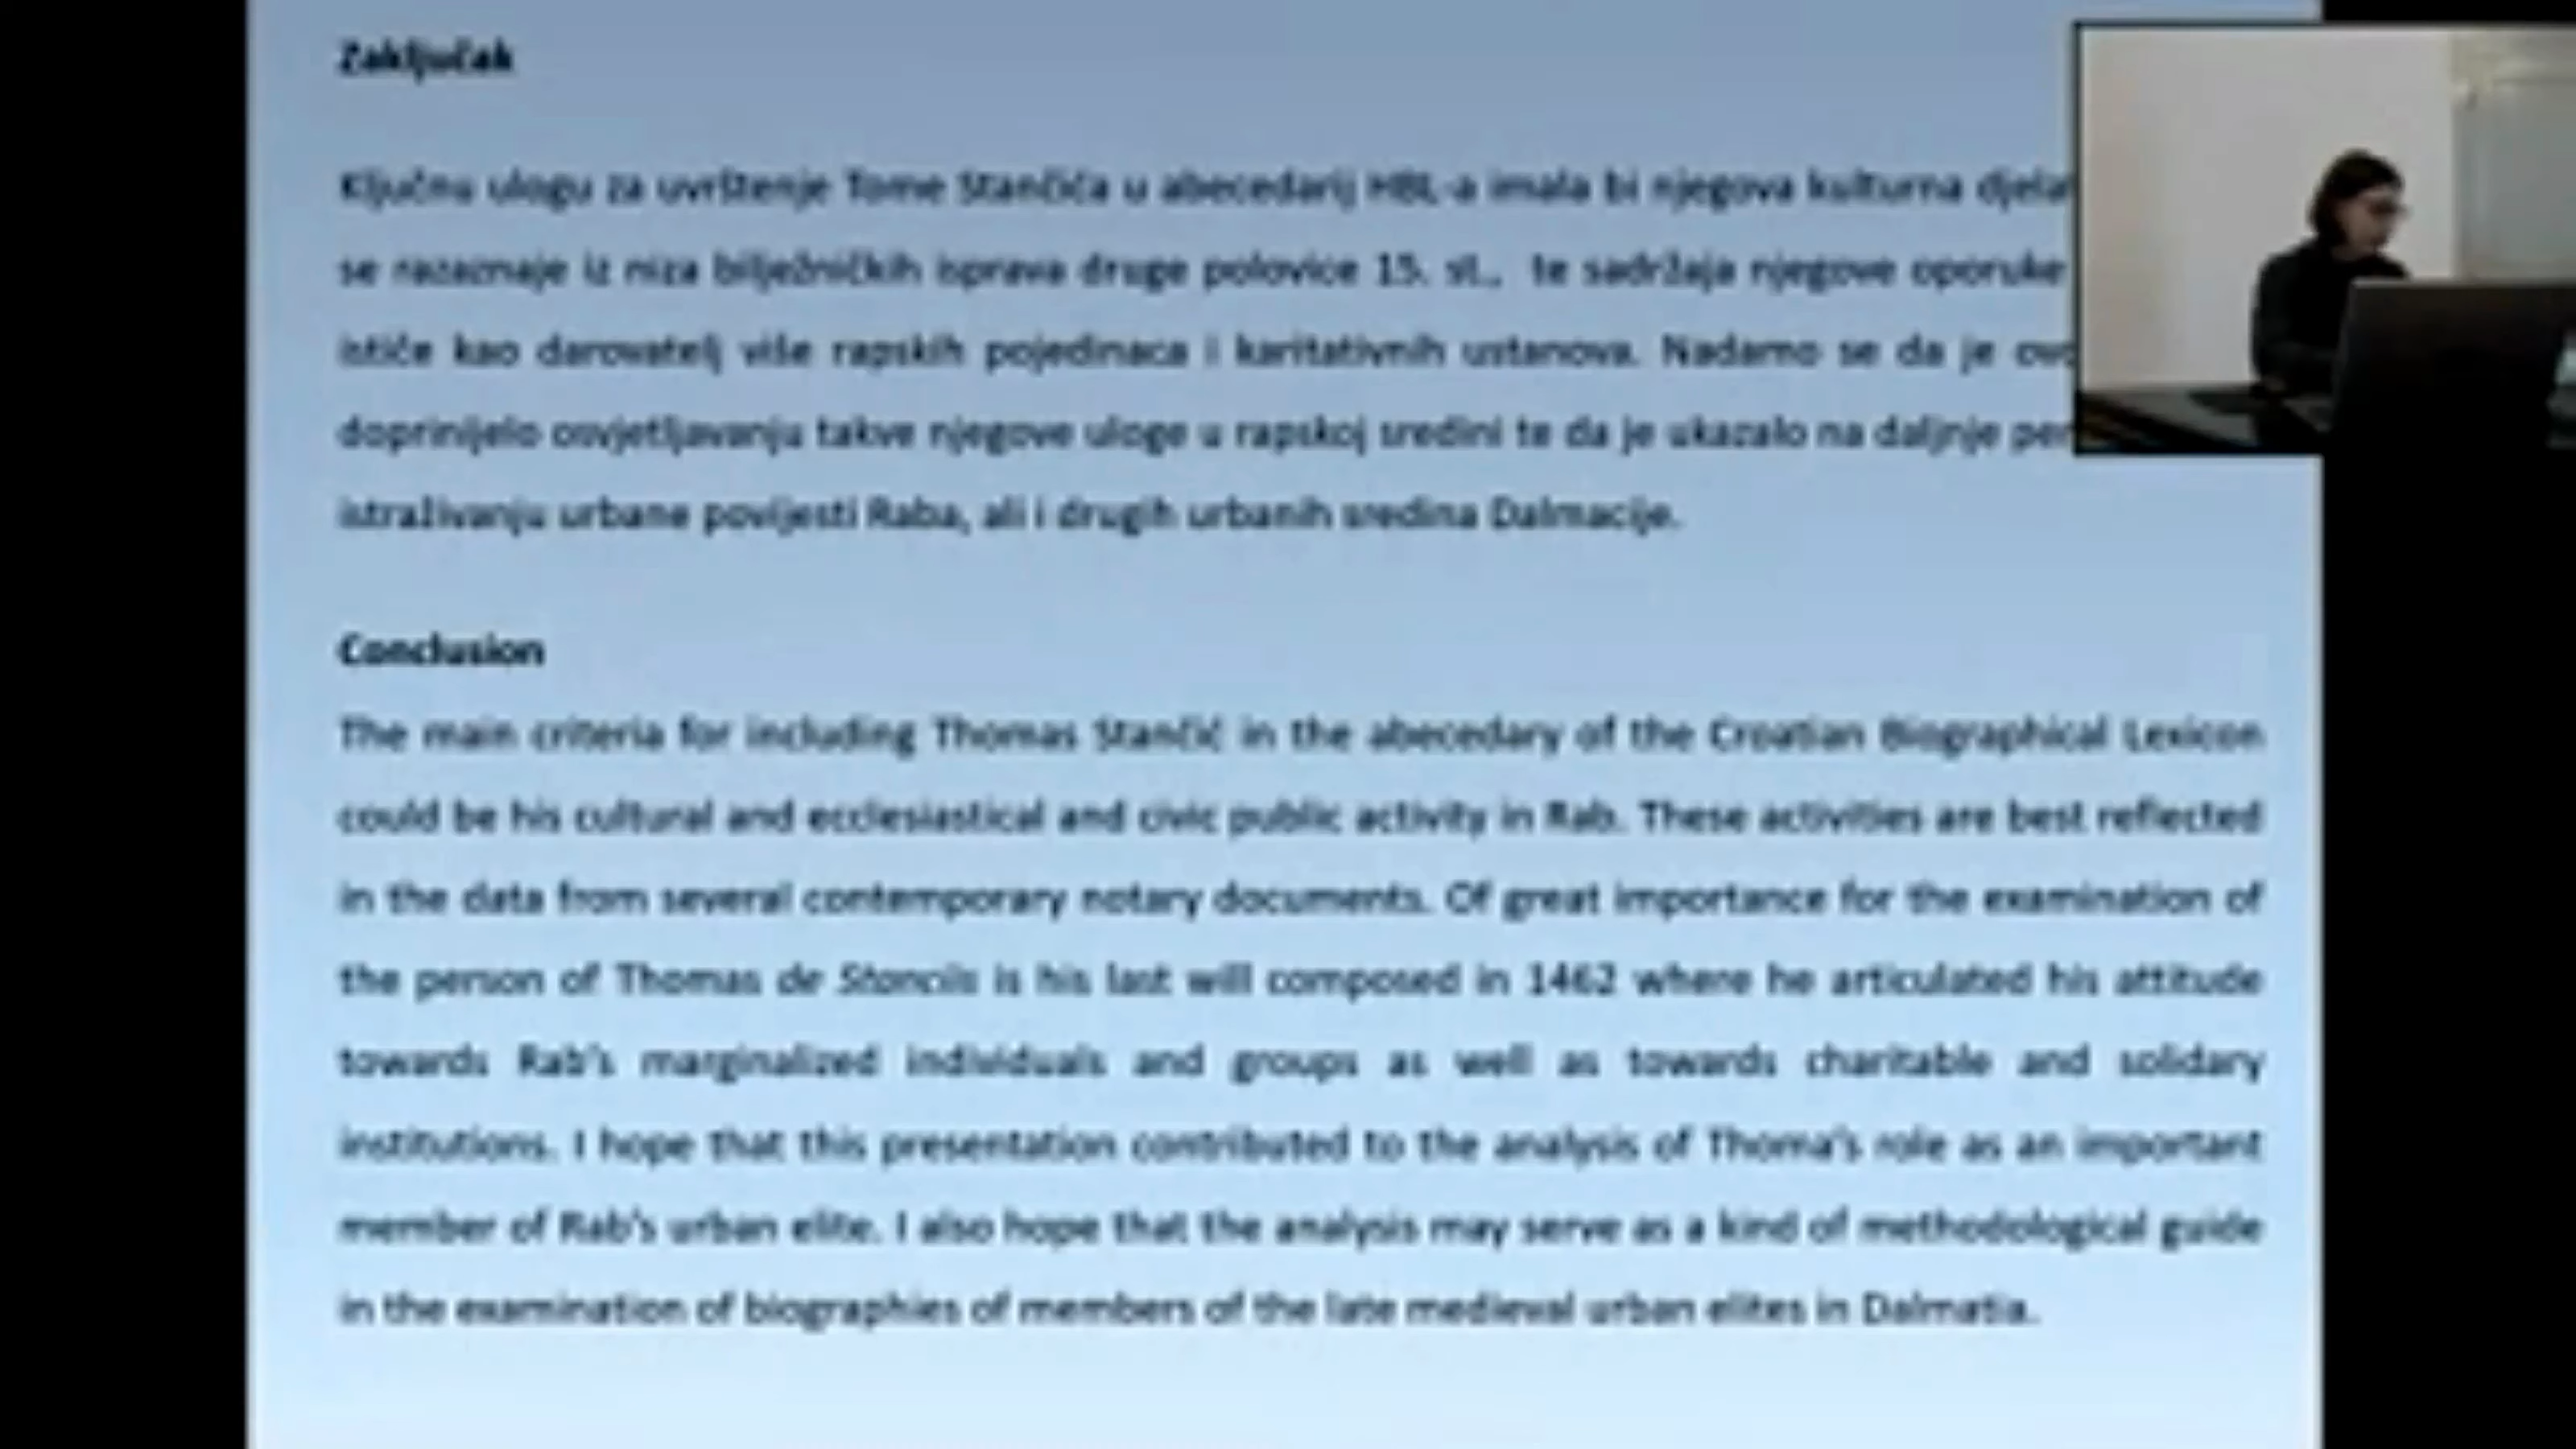 Zaključak
Ključnu ulogu za uvrštenje Tome Stančića u abecedarij HBL-a imala bi njegova kulturna
se razaznaje iz niza bilježničkih isprava druge polovice 15. st., te sadržaja njegove oporuke
ističe kao darovatelj više rapskih pojedinaca i karitativnih ustanova. Nadamo se da je
doprinijelo osvjetljavanju takve njegove uloge u rapskoj sredini te da je ukazalo na daljnje
istraživanju urbane povijesti Raba, ali i drugih urbanih sredina Dalmacije.
Conclusion
The main criteria for including Thomas Stančić in the abecedary of the Croatian Biographical Lexicon
could be his cultural and ecclesiastical and civic public activity in Rab. These activities are best reflected
in the data from several contemporary notary documents. Of great importance for the examination of
the person of Thomas de Stanciis is his last will composed in 1462 where he articulated his attitude
towards Rab's marginalized individuals and groups as well as towards charitable and solidary
institutions. I hope that this presentation contributed to the analysis of Thoma's role as an important
member of Rab's urban elite. I also hope that the analysis may serve as a kind of methodological guide
in the examination of biographies of members of the late medieval urban elites in Dalmatia.